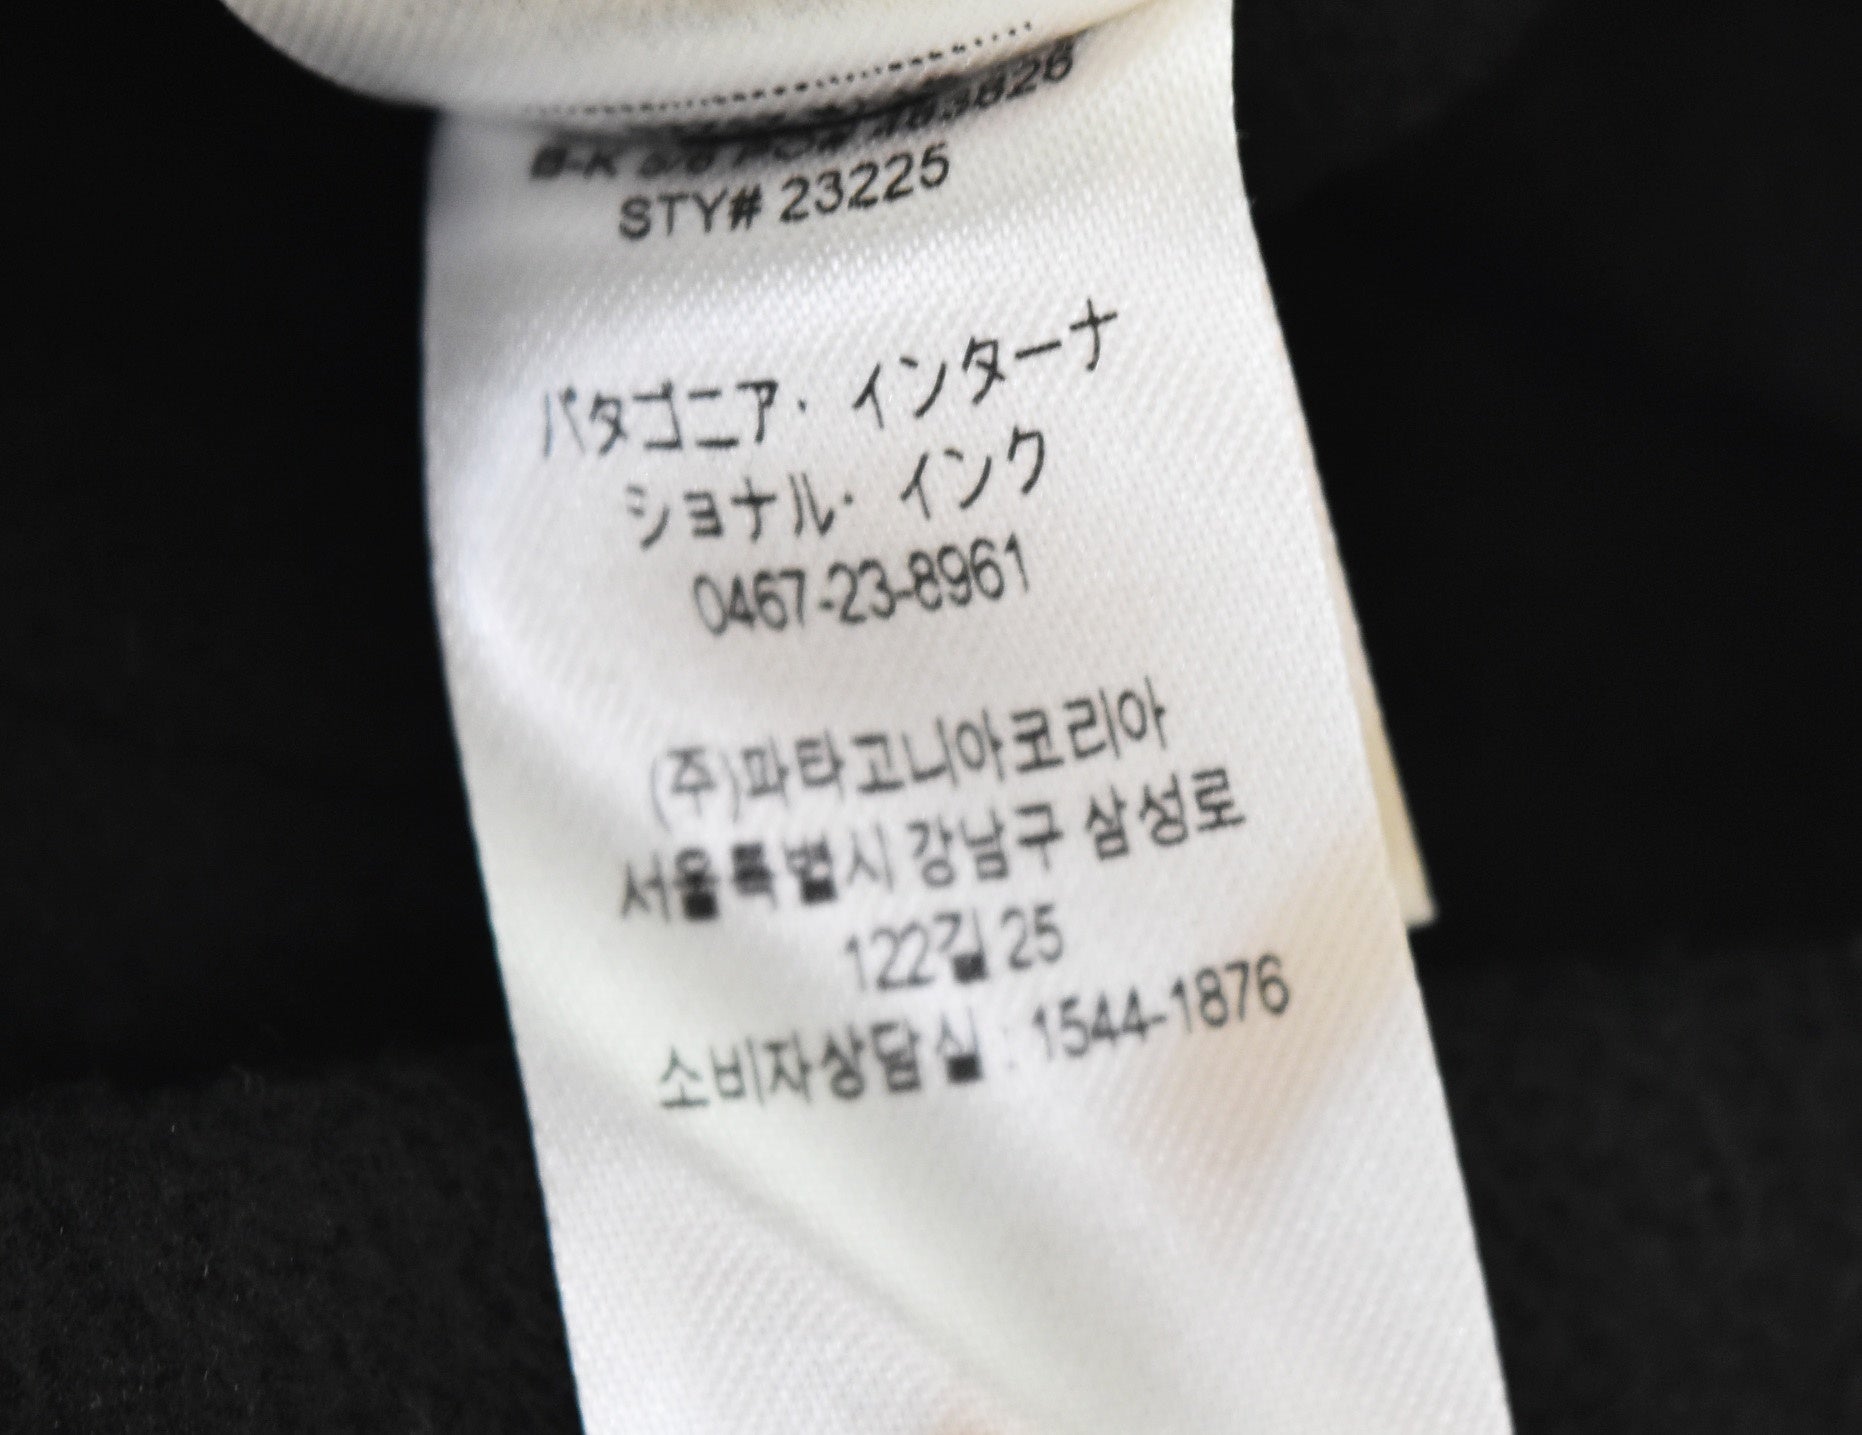 STY# 23225
パタゴニア・インターナ
ショナル・インク
0467-23-8961
(주)파타고니아코리아
서울특별시 강남구 삼성로
122길 25
소비자상담실 : 1544-1876